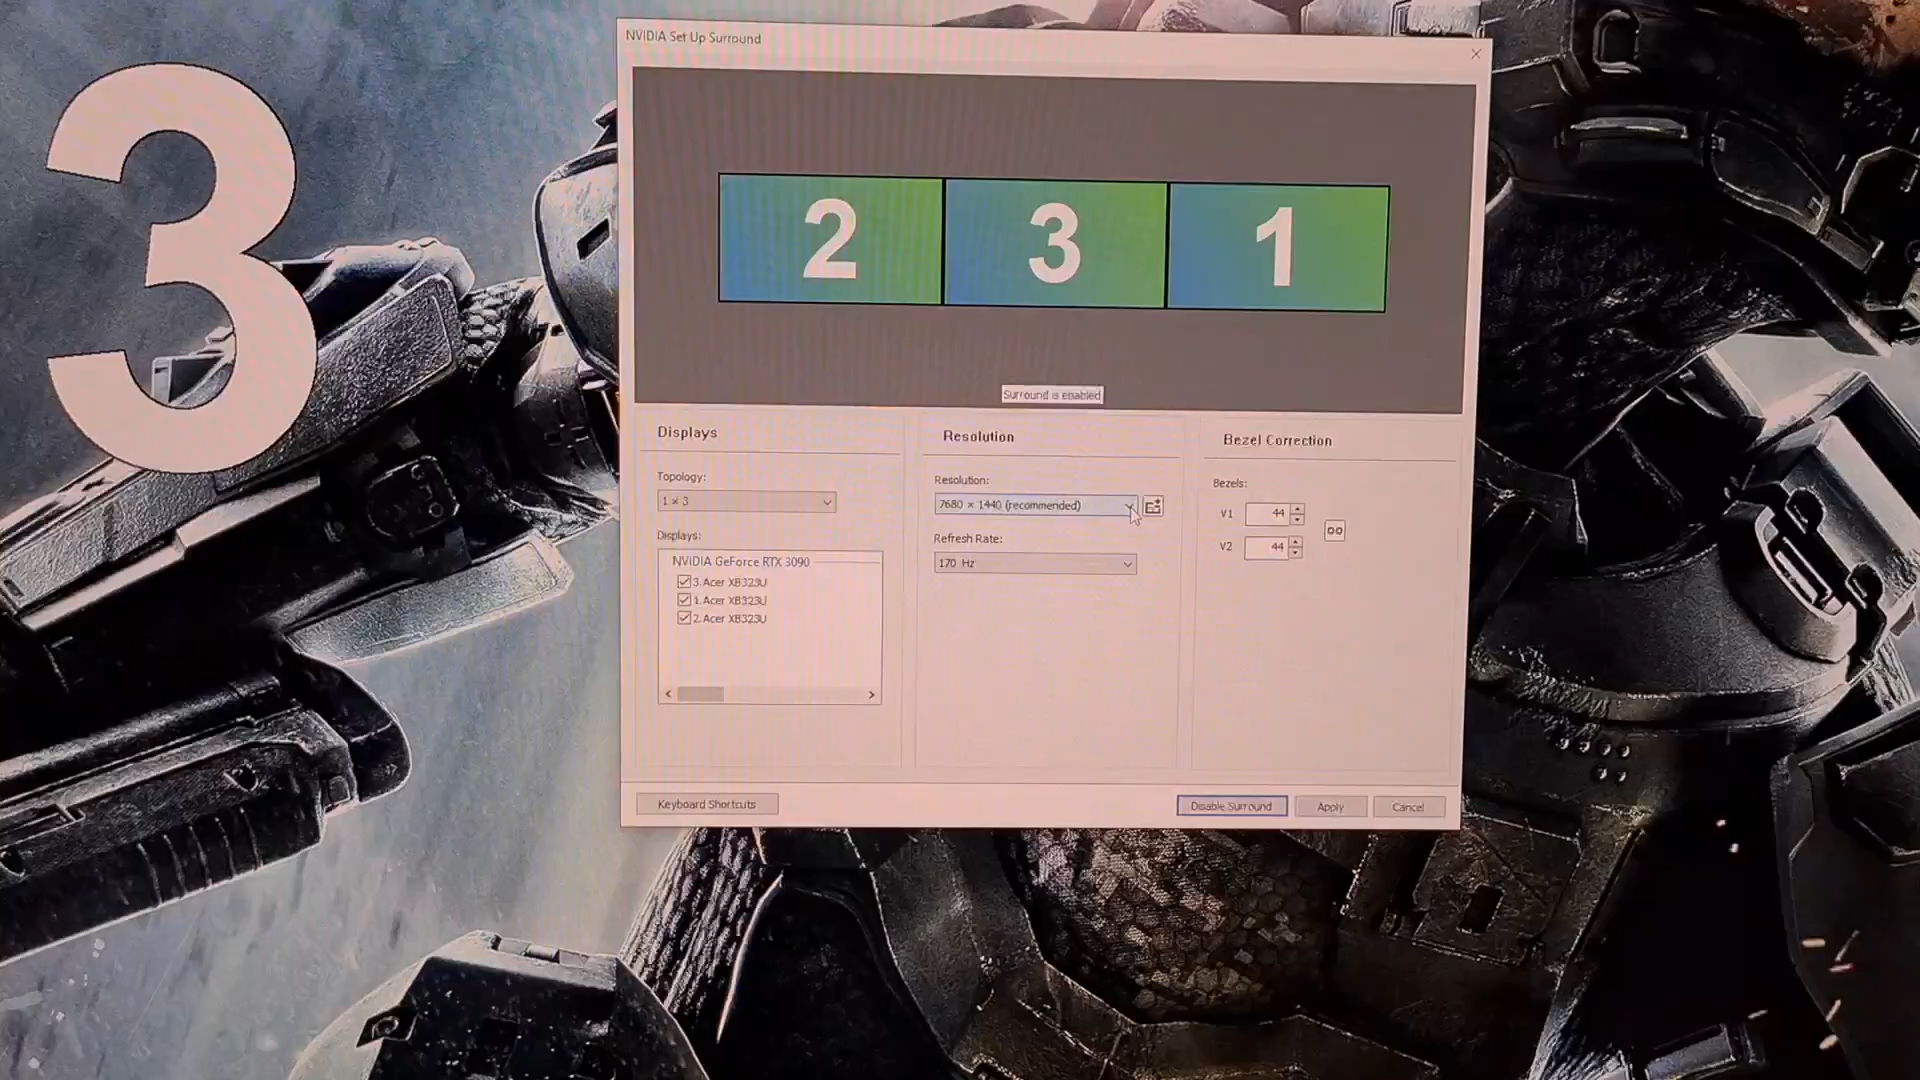 3
NVIDIA Set Up Surround
2
3
1
Surround is enabled
Displays
Topology:
1 × 3
Displays:
NVIDIA GeForce RTX 3090
3. Acer XB323U
1. Acer XB323U
2. Acer XB323U
Resolution
Resolution:
7680 × 1440 (recommended)
Refresh Rate:
170 Hz
Bezel Correction
Bezels:
V1 44
V2 44
Keyboard Shortcuts
Disable Surround
Apply
Cancel